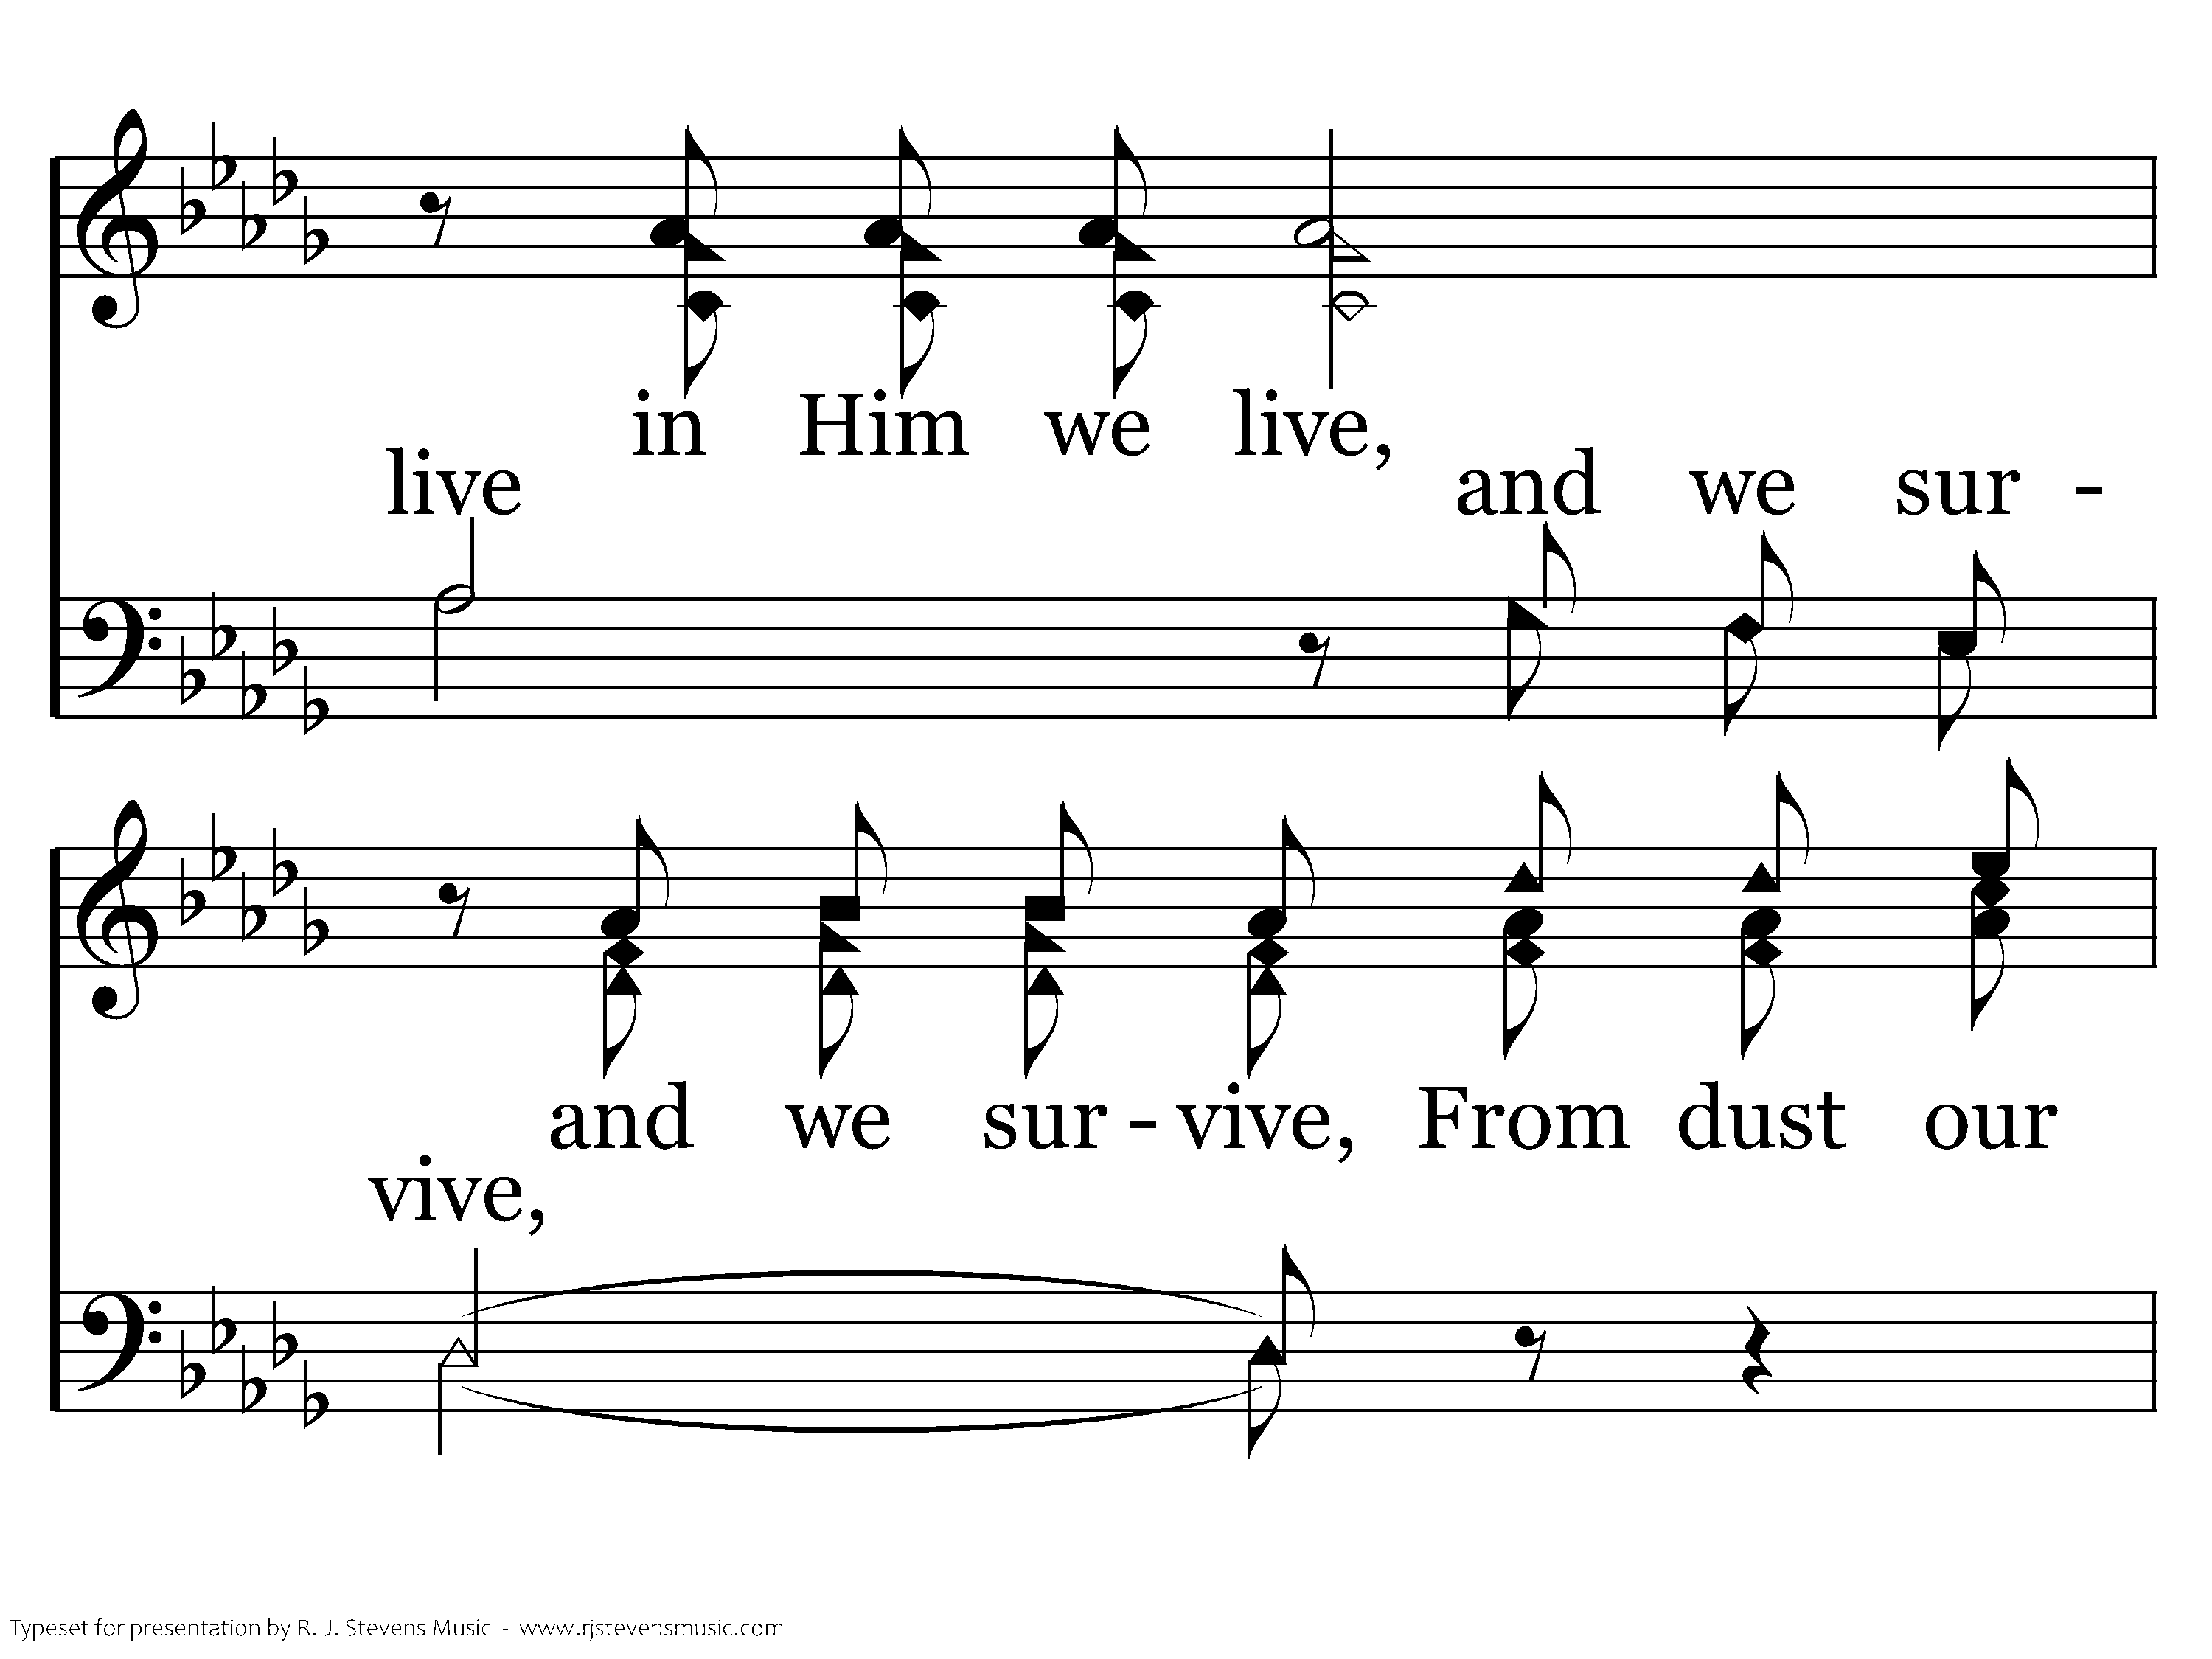 in Him we live,
live and we sur -
and we sur - vive, From dust our
vive,
Typeset for presentation by R. J. Stevens Music - www.rjstevensmusic.com